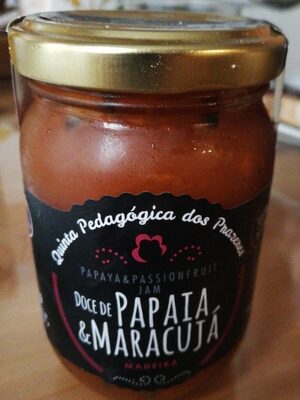 Quinta Pedagógica dos Prazeres
PAPAYA & PASSIONFRUIT
JAM
DOCE DE PAPAIA
& MARACUJÁ
MADEIRA